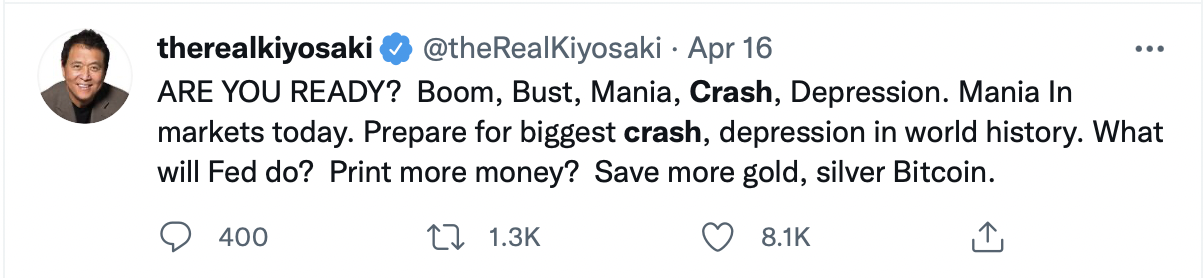 therealkiyosaki @theRealKiyosaki · Apr 16
ARE YOU READY?  Boom, Bust, Mania, Crash, Depression. Mania In
markets today. Prepare for biggest crash, depression in world history. What
will Fed do?  Print more money?  Save more gold, silver Bitcoin.
400 1.3K 8.1K